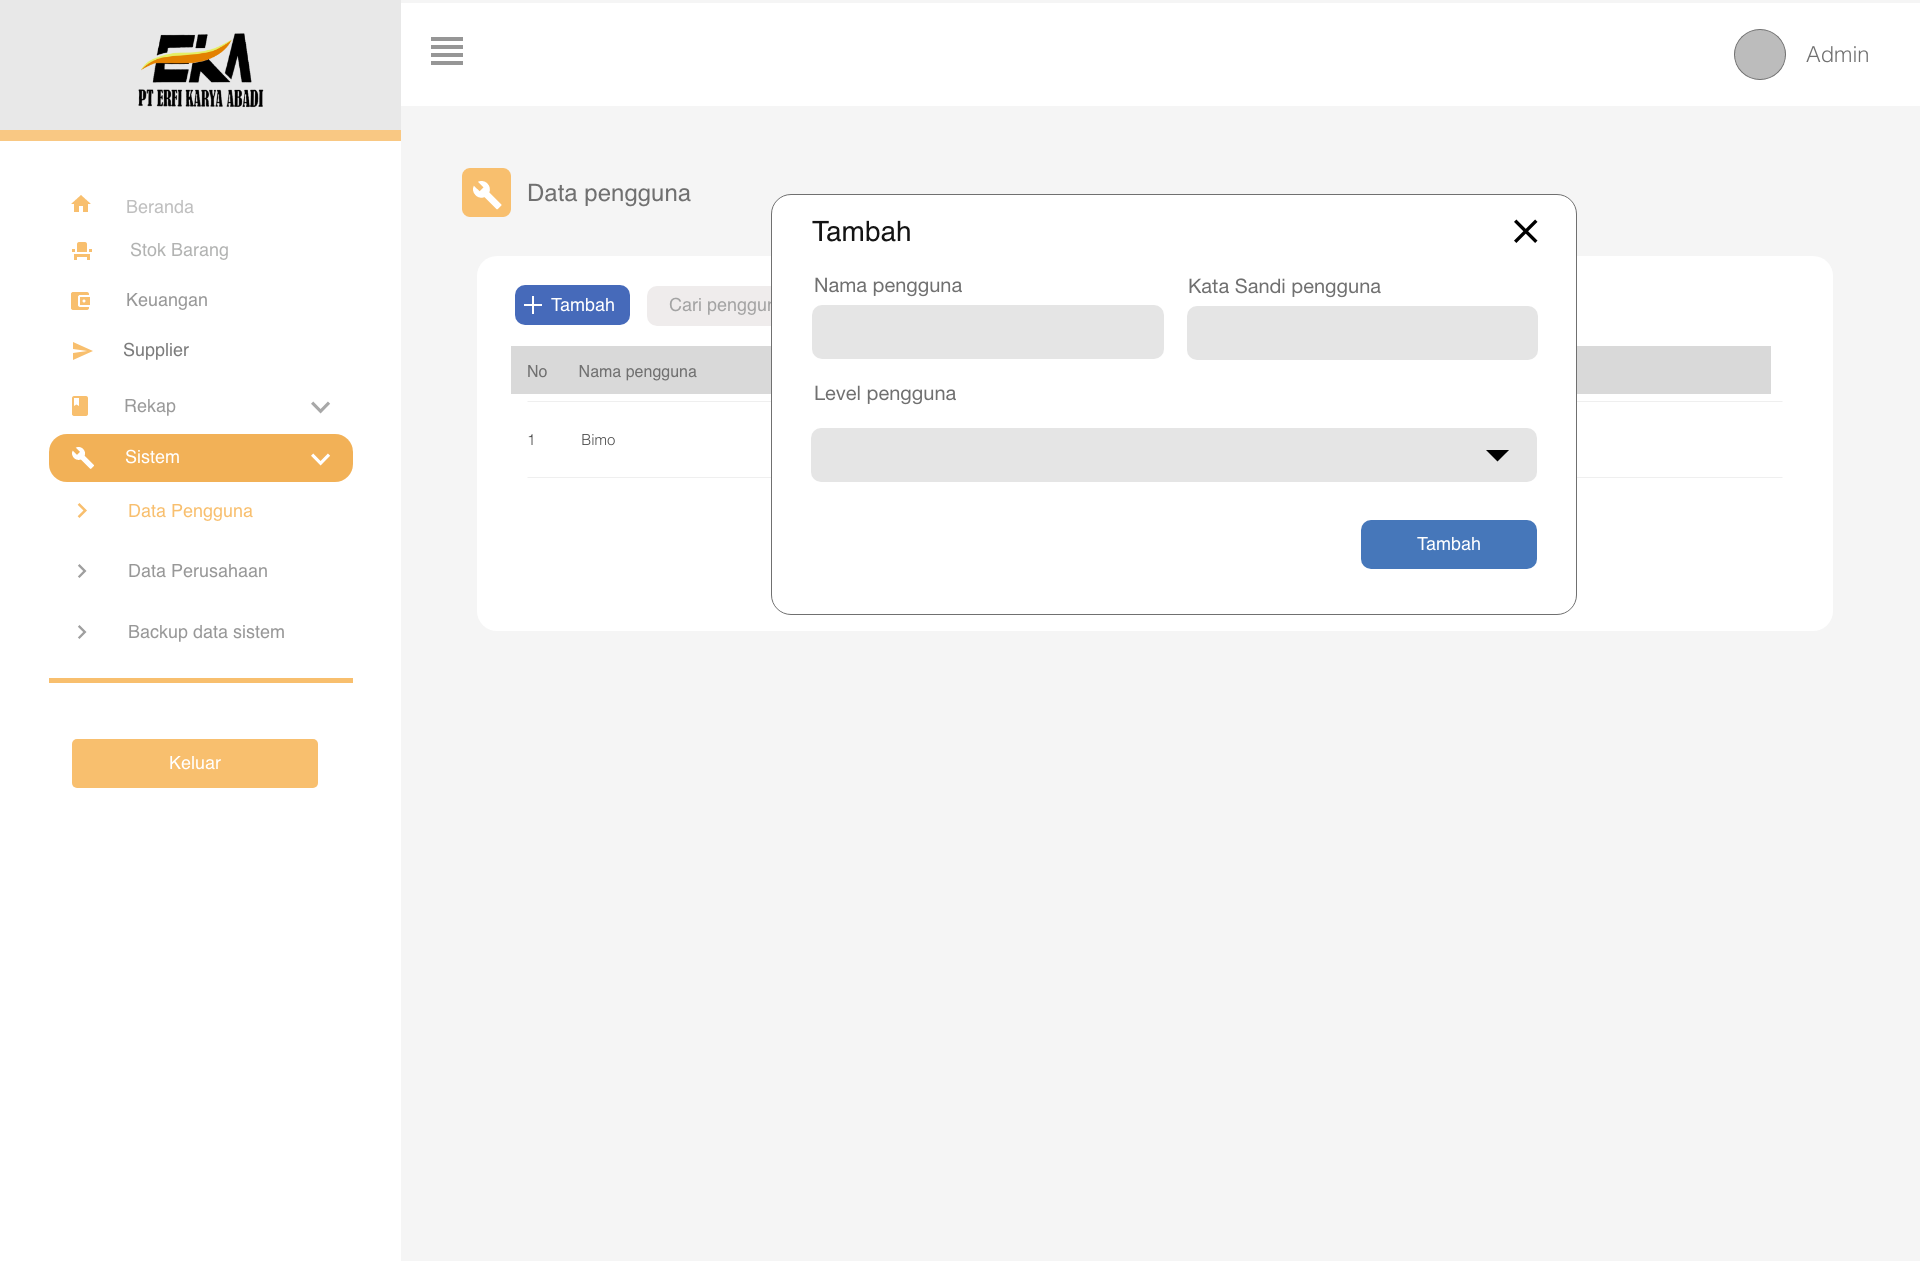 EKA
PT ERFI KARYA ABADI
Admin
Beranda
Stok Barang
Keuangan
Supplier
Rekap
Sistem
Data Pengguna
Data Perusahaan
Backup data sistem
Keluar
Data pengguna
Tambah
Cari
No Nama pengguna
1 Bimo
Tambah
Nama pengguna
Kata Sandi pengguna
Level pengguna
Tambah